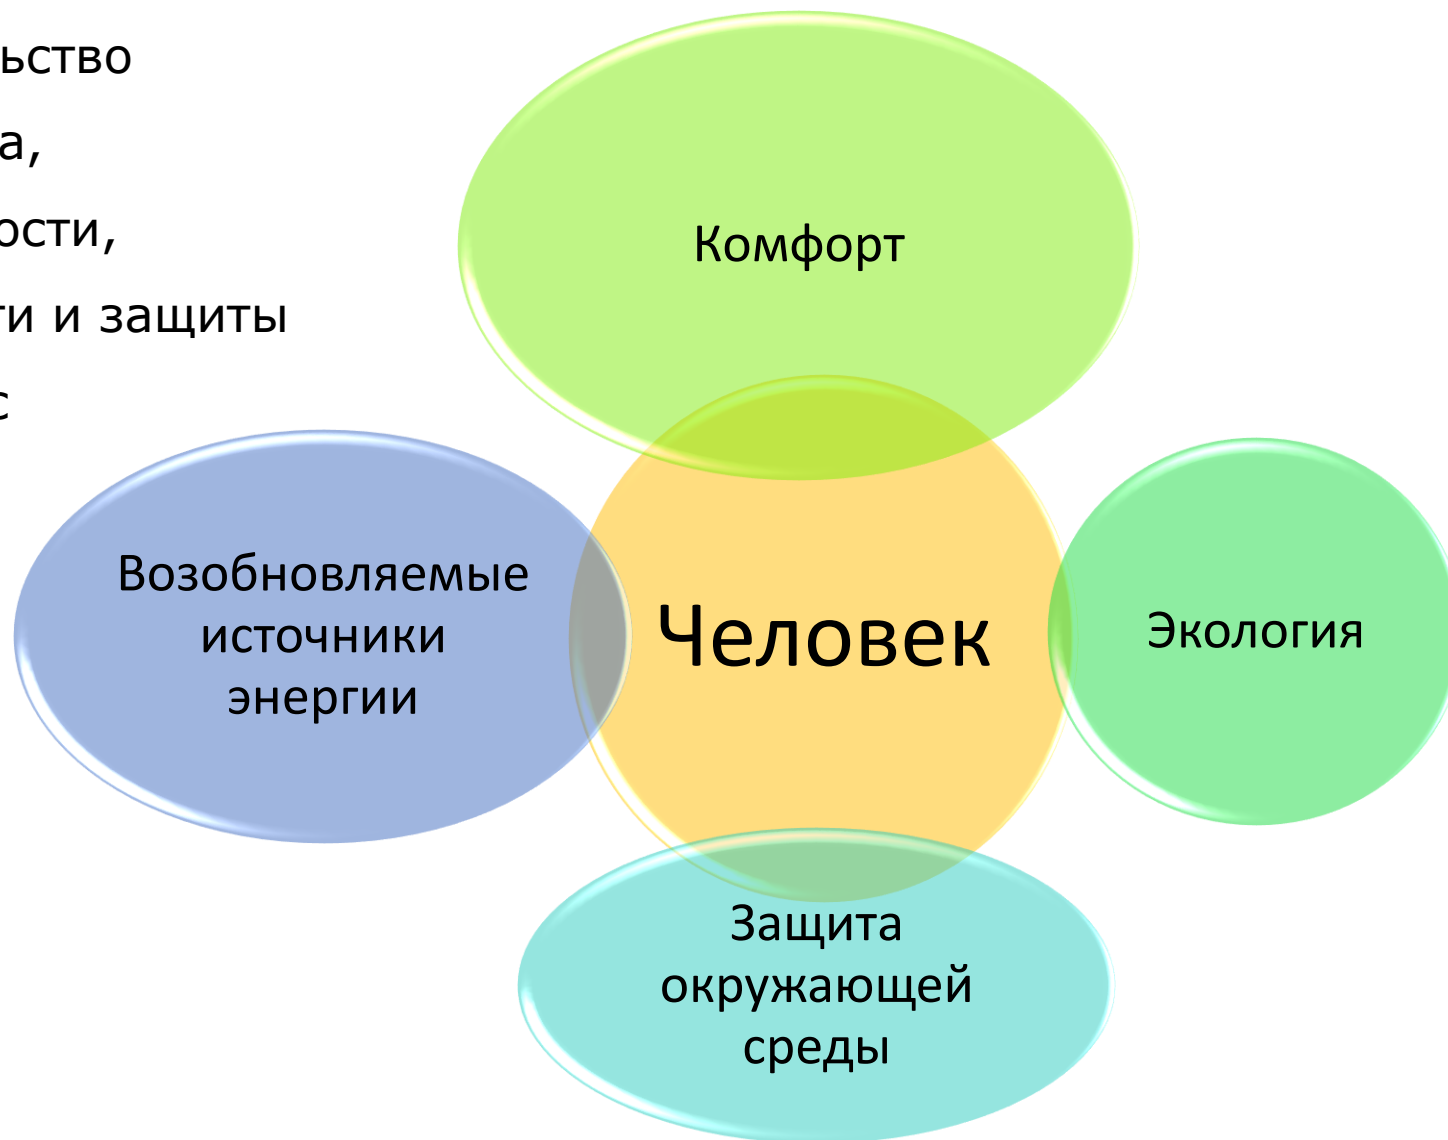 ьство
а,
ости,
ти и защиты
с
Комфорт
Возобновляемые
источники
энергии
Человек
Экология
Защита
окружающей
среды